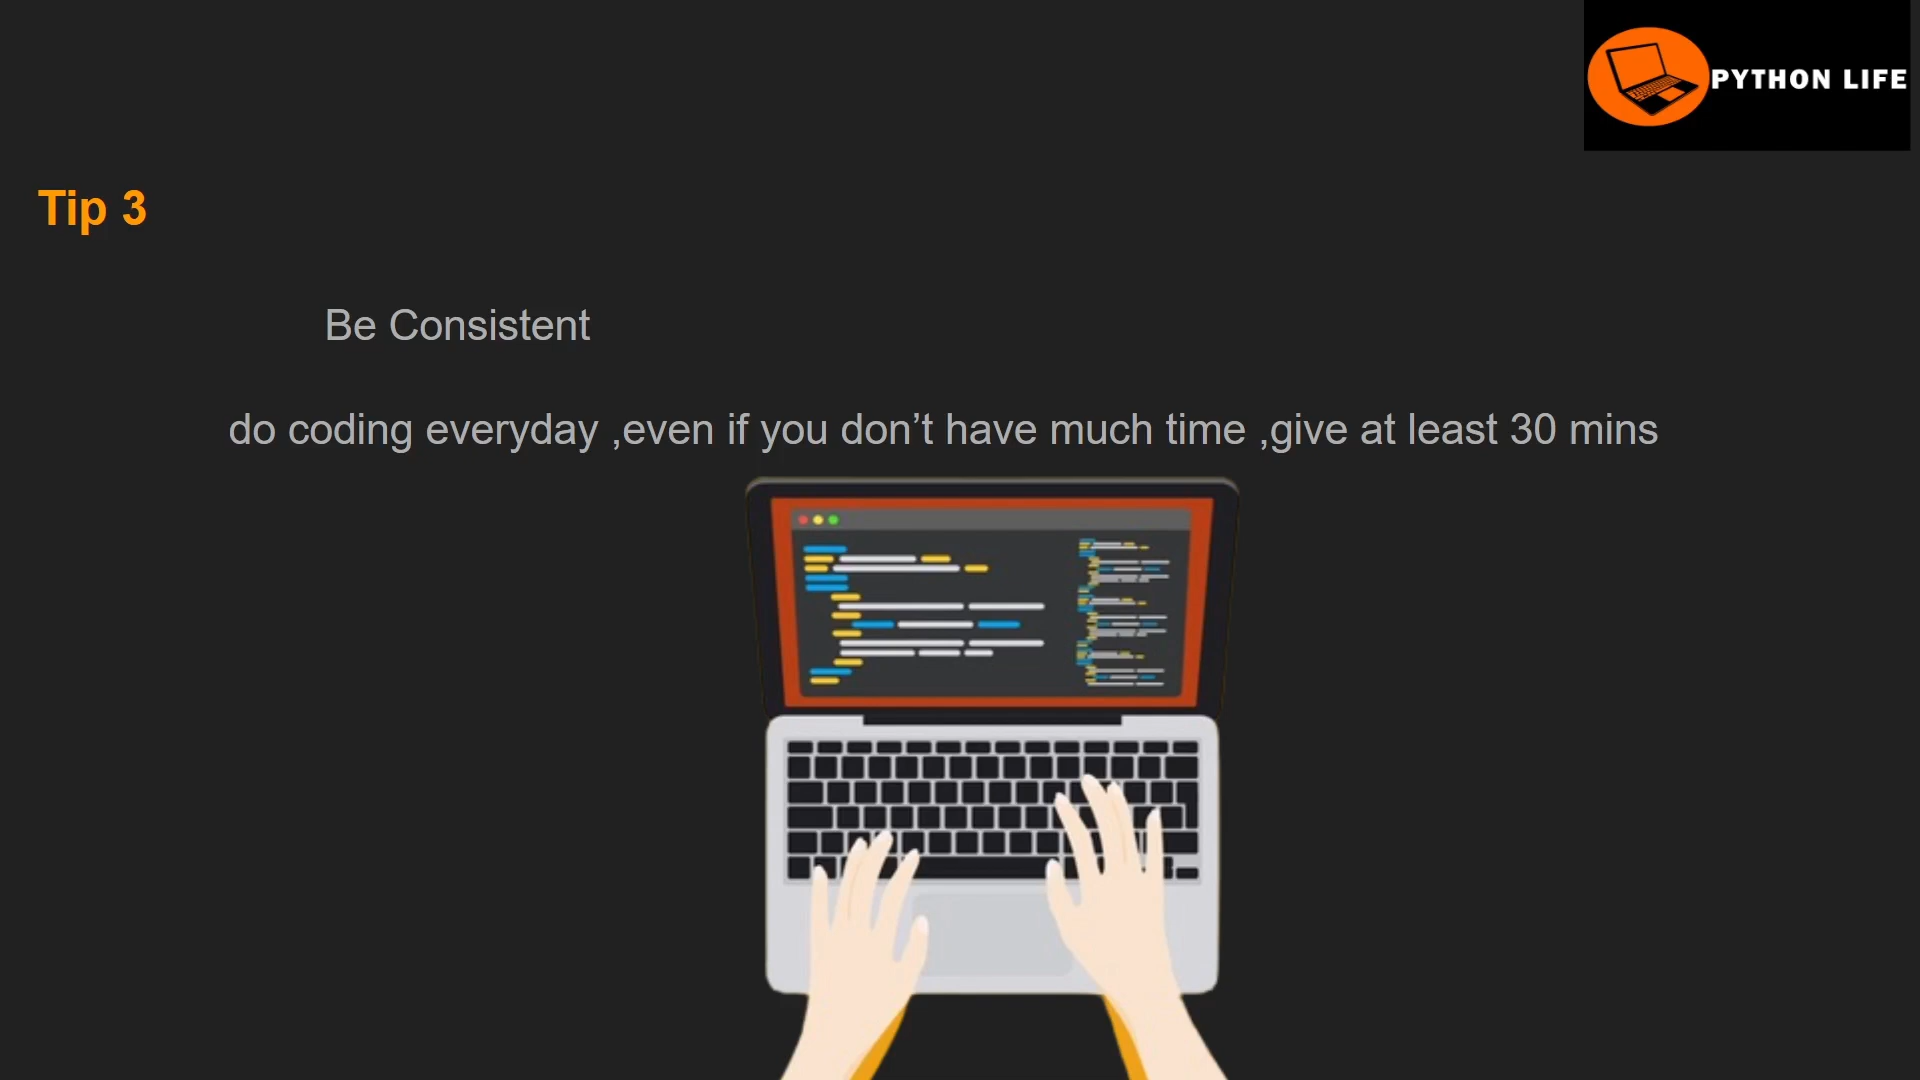 PYTHON LIFE
Tip 3
Be Consistent
do coding everyday ,even if you don’t have much time ,give at least 30 mins